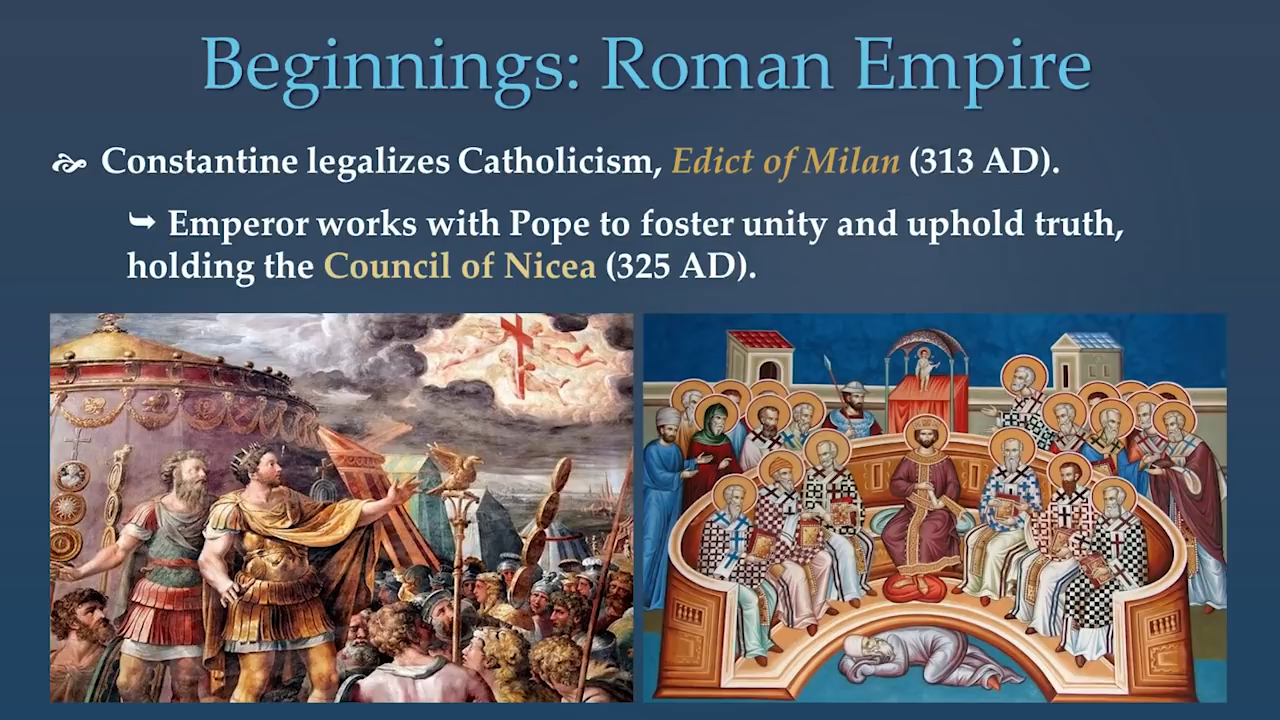 Beginnings: Roman Empire
Constantine legalizes Catholicism, Edict of Milan (313 AD).
Emperor works with Pope to foster unity and uphold truth,
holding the Council of Nicea (325 AD).